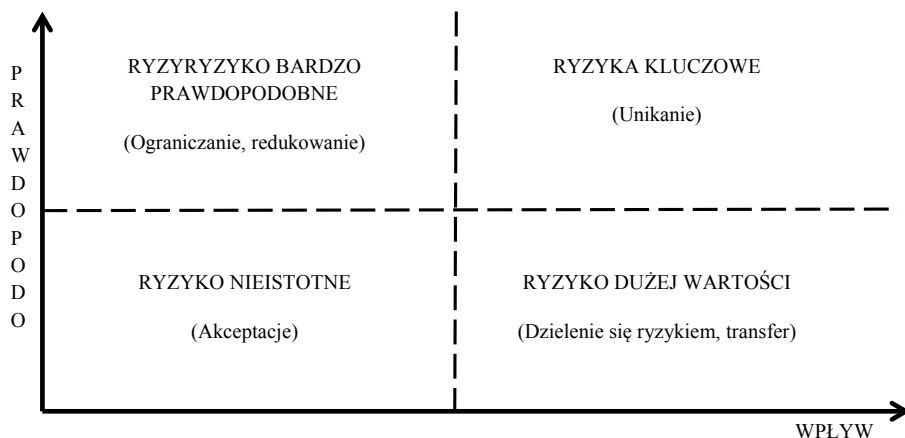 P
R
A
W
D
O
P
O
D
O
RYZYRYZYKO BARDZO
PRAWDOPODOBNE
(Ograniczanie, redukowanie)
RYZYKA KLUCZOWE
(Unikanie)
RYZYKO NIEISTOTNE
(Akceptacje)
RYZYKO DUŻEJ WARTOŚCI
(Dzielenie się ryzykiem, transfer)
WPŁYW